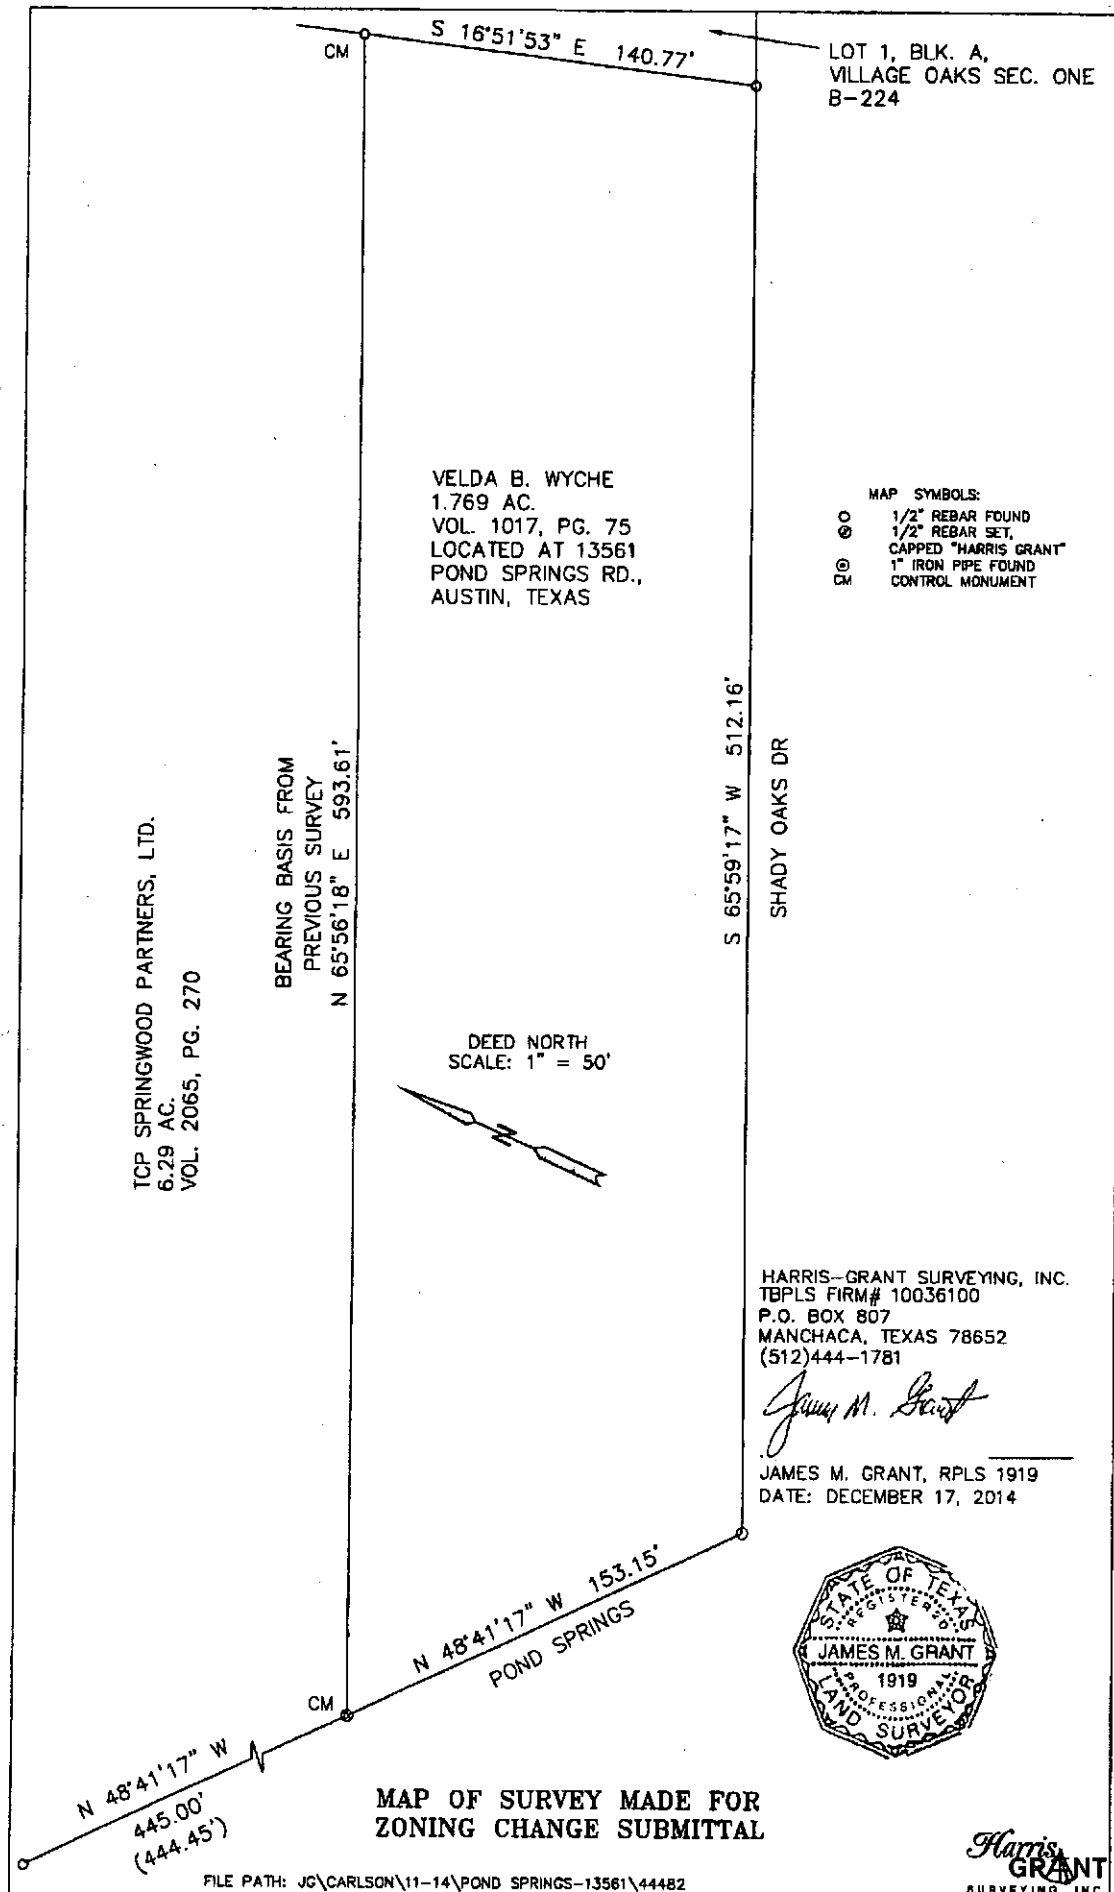 S 16°51'53" E 140.77'
CM
LOT 1, BLK. A,
VILLAGE OAKS SEC. ONE
B-224
VELDA B. WYCHE
1.769 AC.
VOL. 1017, PG. 75
LOCATED AT 13561
POND SPRINGS RD.,
AUSTIN, TEXAS
MAP SYMBOLS:
1/2" REBAR FOUND
1/2" REBAR SET,
CAPPED "HARRIS GRANT"
1" IRON PIPE FOUND
CM CONTROL MONUMENT
TCP SPRINGWOOD PARTNERS, LTD.
6.29 AC.
VOL. 2065, PG. 270
BEARING BASIS FROM
PREVIOUS SURVEY
N 65°56'18" E 593.61'
S 65°59'17" W 512.16'
SHADY OAKS DR
DEED NORTH
SCALE: 1" = 50'
N
HARRIS-GRANT SURVEYING, INC.
TBPLS FIRM# 10036100
P.O. BOX 807
MANCHACA, TEXAS 78652
(512)444-1781
James M. Grant
JAMES M. GRANT, RPLS 1919
DATE: DECEMBER 17, 2014
STATE OF TEXAS
REGISTERED
JAMES M. GRANT
1919
PROFESSIONAL
LAND SURVEYOR
N 48°41'17" W 153.15'
POND SPRINGS
CM
N 48°41'17" W
445.00'
(444.45')
MAP OF SURVEY MADE FOR
ZONING CHANGE SUBMITTAL
FILE PATH: JG\CARLSON\11-14\POND SPRINGS-13561\44482
Harris
GRANT
SURVEYING, INC